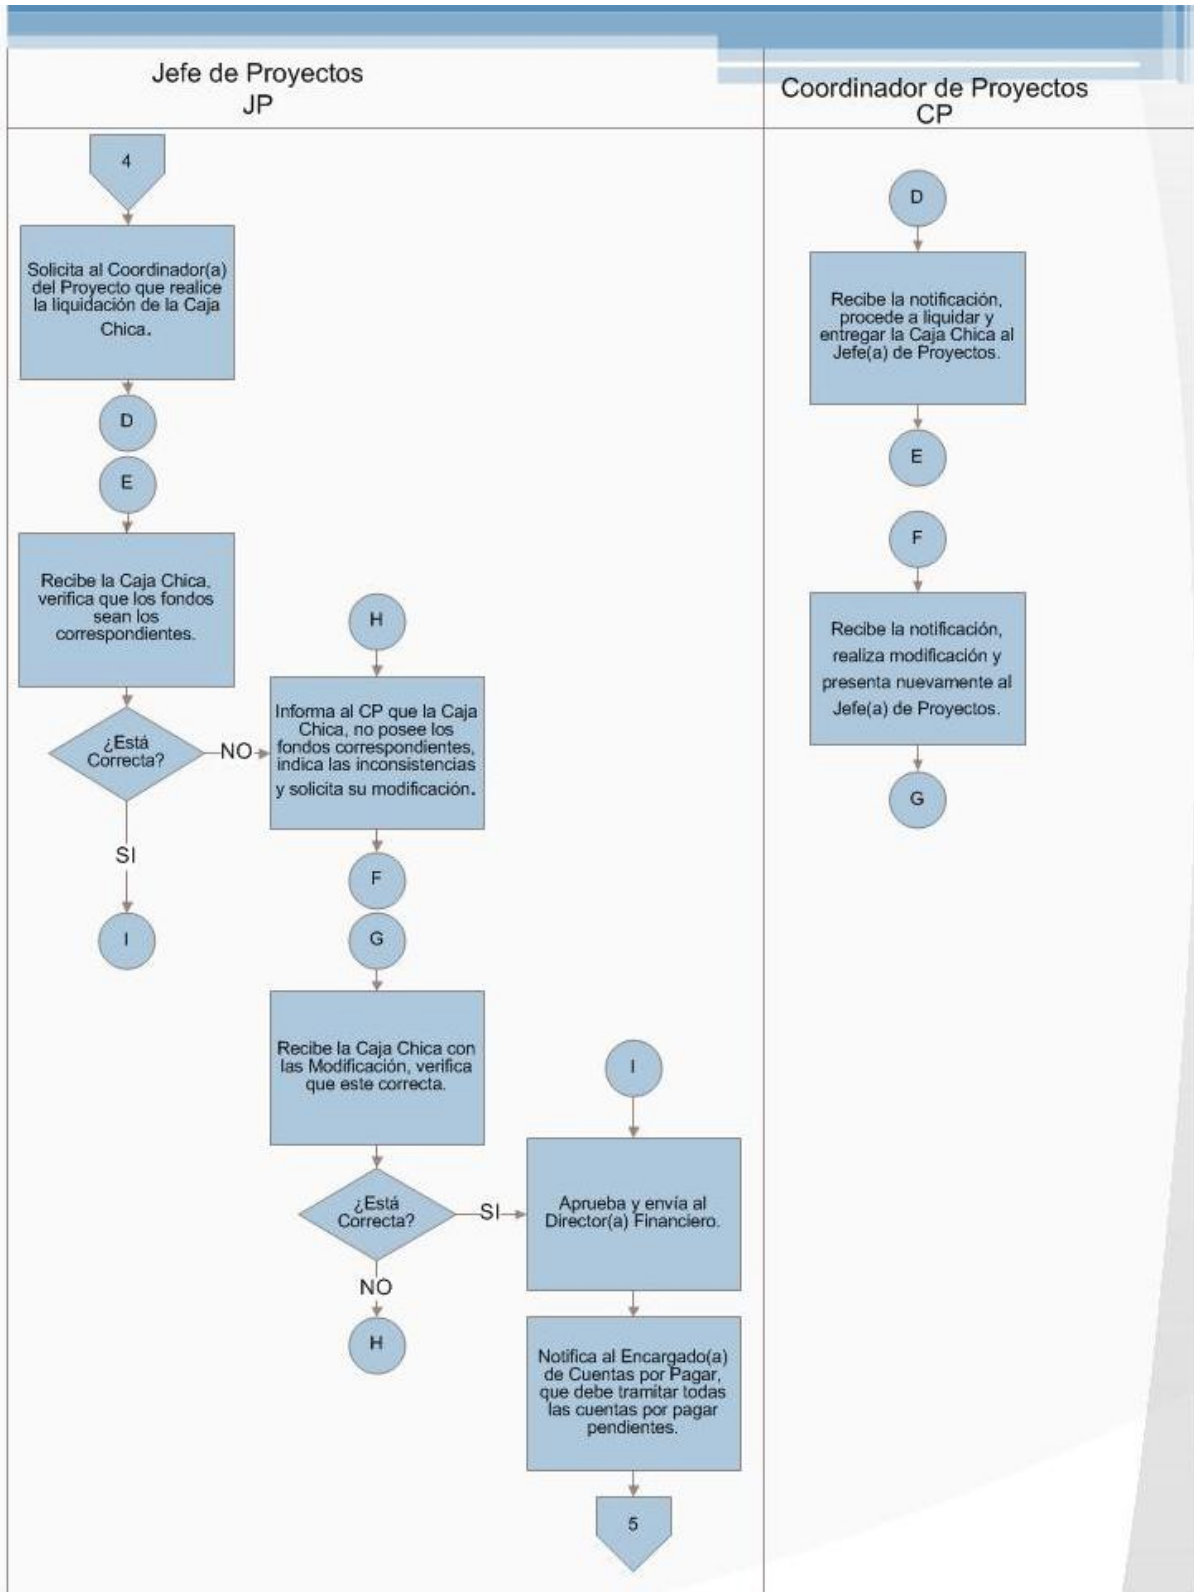 Jefe de Proyectos
JP
Coordinador de Proyectos
CP
4
Solicita al Coordinador(a)
del Proyecto que realice
la liquidación de la Caja
Chica.
D
E
Recibe la Caja Chica,
verifica que los fondos
sean los
correspondientes.
¿Está
Correcta?
NO
SI
I
H
Informa al CP que la Caja
Chica, no posee los
fondos correspondientes,
indica las inconsistencias
y solicita su modificación.
F
G
Recibe la Caja Chica con
las Modificación, verifica
que este correcta.
¿Está
Correcta?
SI
NO
H
I
Aprueba y envía al
Director(a) Financiero.
Notifica al Encargado(a)
de Cuentas por Pagar,
que debe tramitar todas
las cuentas por pagar
pendientes.
5
D
Recibe la notificación,
procede a liquidar y
entregar la Caja Chica al
Jefe(a) de Proyectos.
E
F
Recibe la notificación,
realiza modificación y
presenta nuevamente al
Jefe(a) de Proyectos.
G